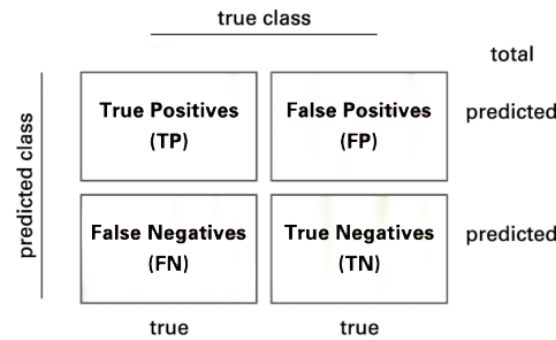 true class
total
predicted class
True Positives
(TP)
False Positives
(FP)
predicted
False Negatives
(FN)
True Negatives
(TN)
predicted
true
true